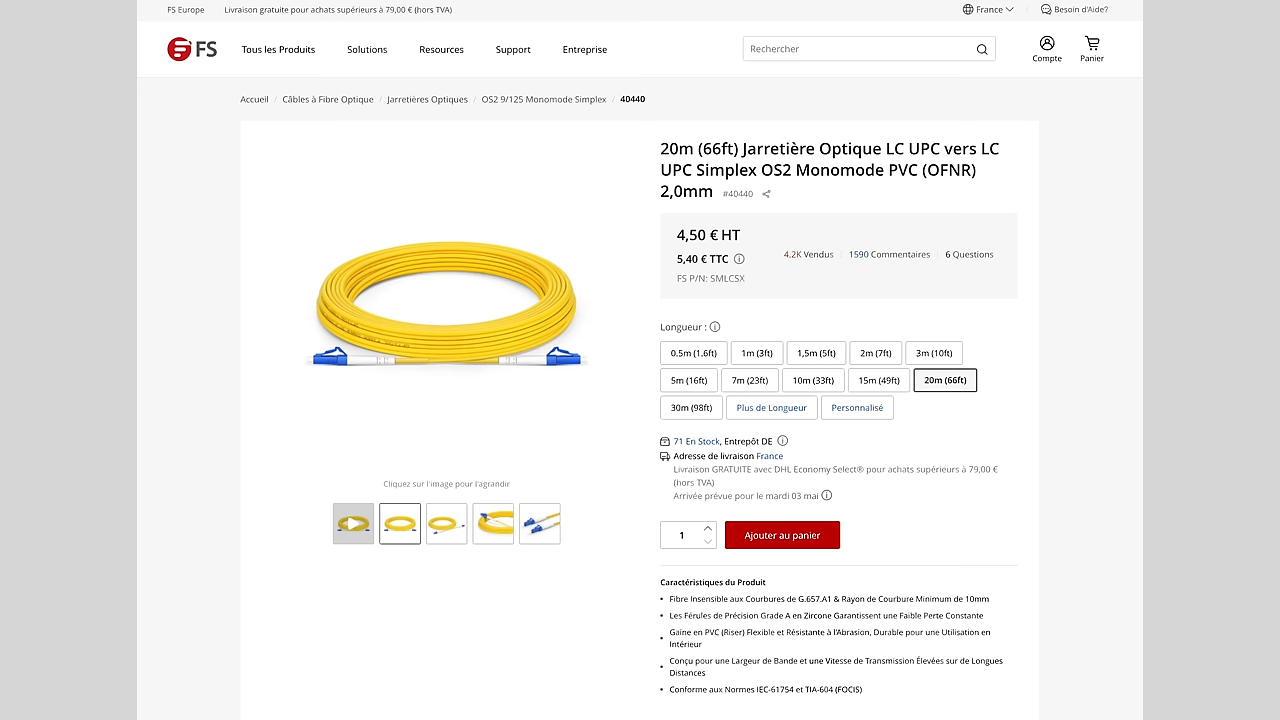 FS Europe
Livraison gratuite pour achats supérieurs à 79,00 € (hors TVA)
France
Besoin d'Aide?
FS
Tous les Produits
Solutions
Resources
Support
Entreprise
Rechercher
Compte
Panier
Accueil / Câbles à Fibre Optique / Jarretières Optiques / OS2 9/125 Monomode Simplex / 40440
20m (66ft) Jarretière Optique LC UPC vers LC
UPC Simplex OS2 Monomode PVC (OFNR)
2,0mm #40440
4,50 € HT
5,40 € TTC
4.2K Vendus
1590 Commentaires
6 Questions
FS P/N: SMLCSX
Longueur :
0.5m (1.6ft)
1m (3ft)
1,5m (5ft)
2m (7ft)
3m (10ft)
5m (16ft)
7m (23ft)
10m (33ft)
15m (49ft)
20m (66ft)
30m (98ft)
Plus de Longueur
Personnalisé
71 En Stock, Entrepôt DE
Adresse de livraison France
Livraison GRATUITE avec DHL Economy Select® pour achats supérieurs à 79,00 €
(hors TVA)
Arrivée prévue pour le mardi 03 mai
Cliquez sur l'image pour l'agrandir
1
Ajouter au panier
Caractéristiques du Produit
• Fibre Insensible aux Courbures de G.657.A1 & Rayon de Courbure Minimum de 10mm
• Les Férules de Précision Grade A en Zircone Garantissent une Faible Perte Constante
• Gaine en PVC (Riser) Flexible et Résistante à l'Abrasion, Durable pour une Utilisation en
Intérieur
• Conçu pour une Largeur de Bande et une Vitesse de Transmission Élevées sur de Longues
Distances
• Conforme aux Normes IEC-61754 et TIA-604 (FOCIS)